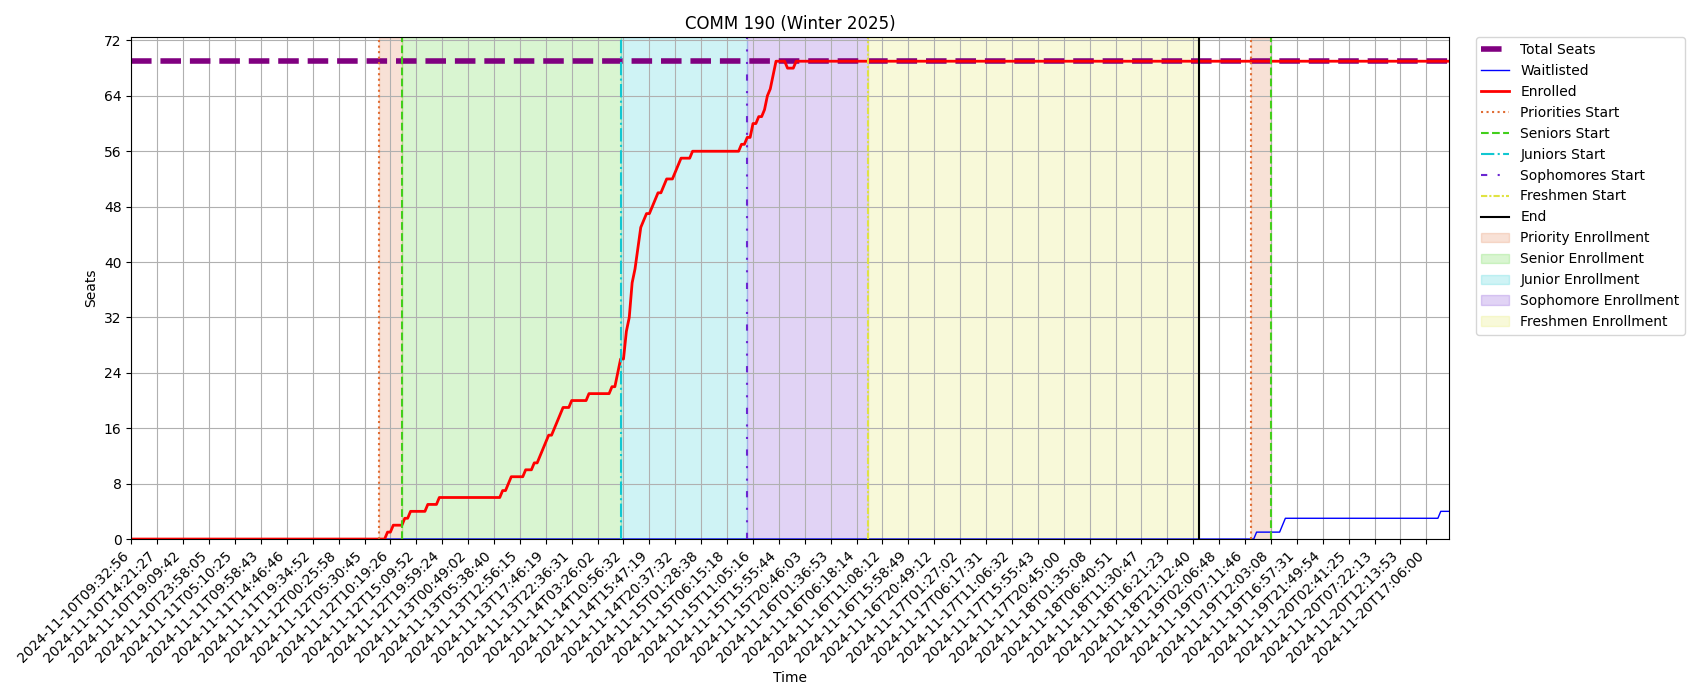 COMM 190 (Winter 2025)
72
64
56
48
40
32
24
16
8
0
Seats
2024-11-10T09:32:56
2024-11-10T14:21:27
2024-11-10T19:09:42
2024-11-10T23:58:05
2024-11-11T05:10:25
2024-11-11T09:58:43
2024-11-11T14:46:46
2024-11-11T19:34:52
2024-11-12T00:25:58
2024-11-12T05:30:45
2024-11-12T10:19:26
2024-11-12T15:09:52
2024-11-12T19:59:24
2024-11-13T00:49:02
2024-11-13T05:38:40
2024-11-13T12:56:15
2024-11-13T17:46:19
2024-11-13T22:36:31
2024-11-14T03:26:02
2024-11-14T10:56:32
2024-11-14T15:47:19
2024-11-14T20:37:32
2024-11-15T01:28:38
2024-11-15T06:15:18
2024-11-15T11:05:16
2024-11-15T15:55:44
2024-11-15T20:46:03
2024-11-16T01:36:53
2024-11-16T06:18:14
2024-11-16T11:08:12
2024-11-16T15:58:49
2024-11-16T20:49:12
2024-11-17T01:27:02
2024-11-17T06:17:31
2024-11-17T11:06:32
2024-11-17T15:55:43
2024-11-17T20:45:00
2024-11-18T01:35:08
2024-11-18T06:40:51
2024-11-18T11:30:47
2024-11-18T16:21:23
2024-11-18T21:12:40
2024-11-19T02:06:48
2024-11-19T07:11:46
2024-11-19T12:03:08
2024-11-19T16:57:31
2024-11-19T21:49:54
2024-11-20T02:41:25
2024-11-20T07:22:13
2024-11-20T12:13:53
2024-11-20T17:06:00
Time
Total Seats
Waitlisted
Enrolled
Priorities Start
Seniors Start
Juniors Start
Sophomores Start
Freshmen Start
End
Priority Enrollment
Senior Enrollment
Junior Enrollment
Sophomore Enrollment
Freshmen Enrollment